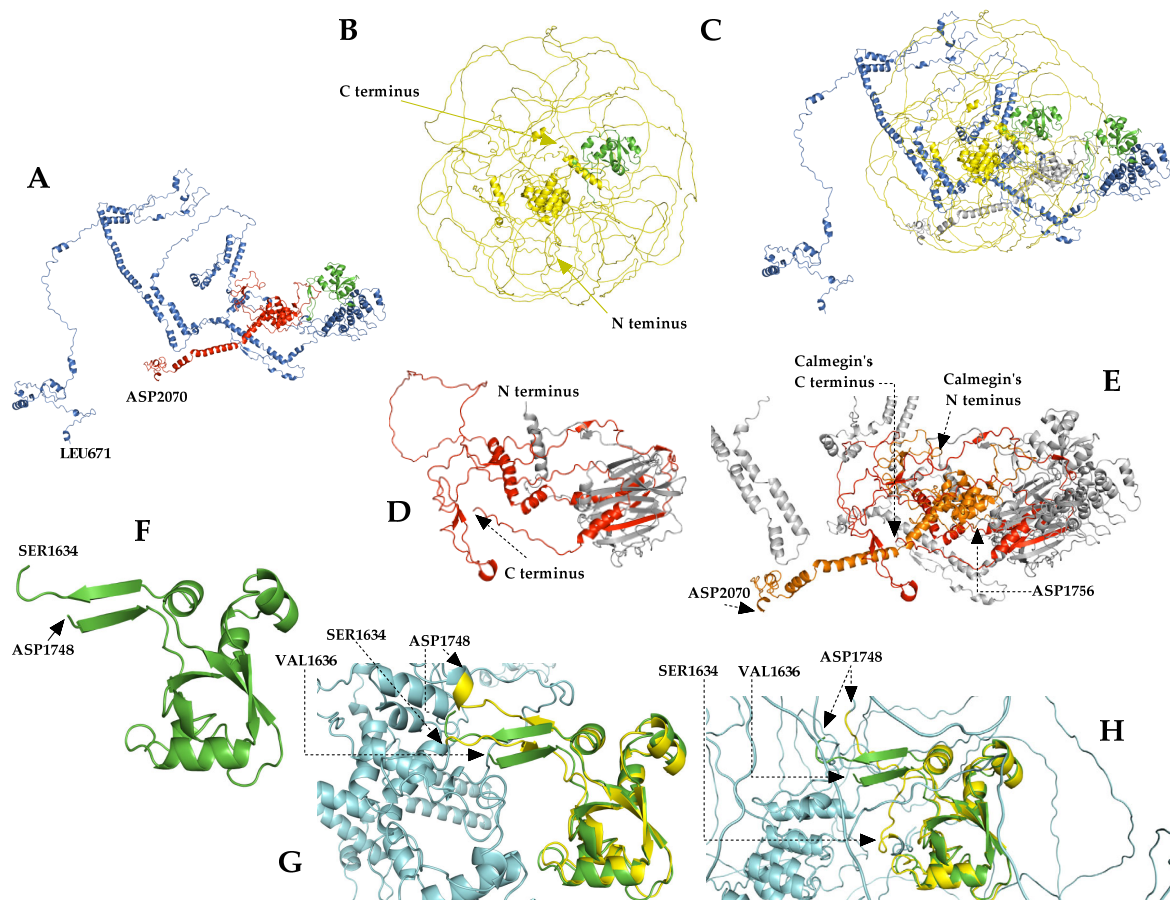 A
ASP2070
LEU671
B
C terminus
N teminus
C
D
N terminus
C terminus
E
Calmegin's
C terminus
Calmegin's
N teminus
ASP2070
ASP1756
F
SER1634
ASP1748
G
SER1634
ASP1748
VAL1636
H
SER1634
VAL1636
ASP1748